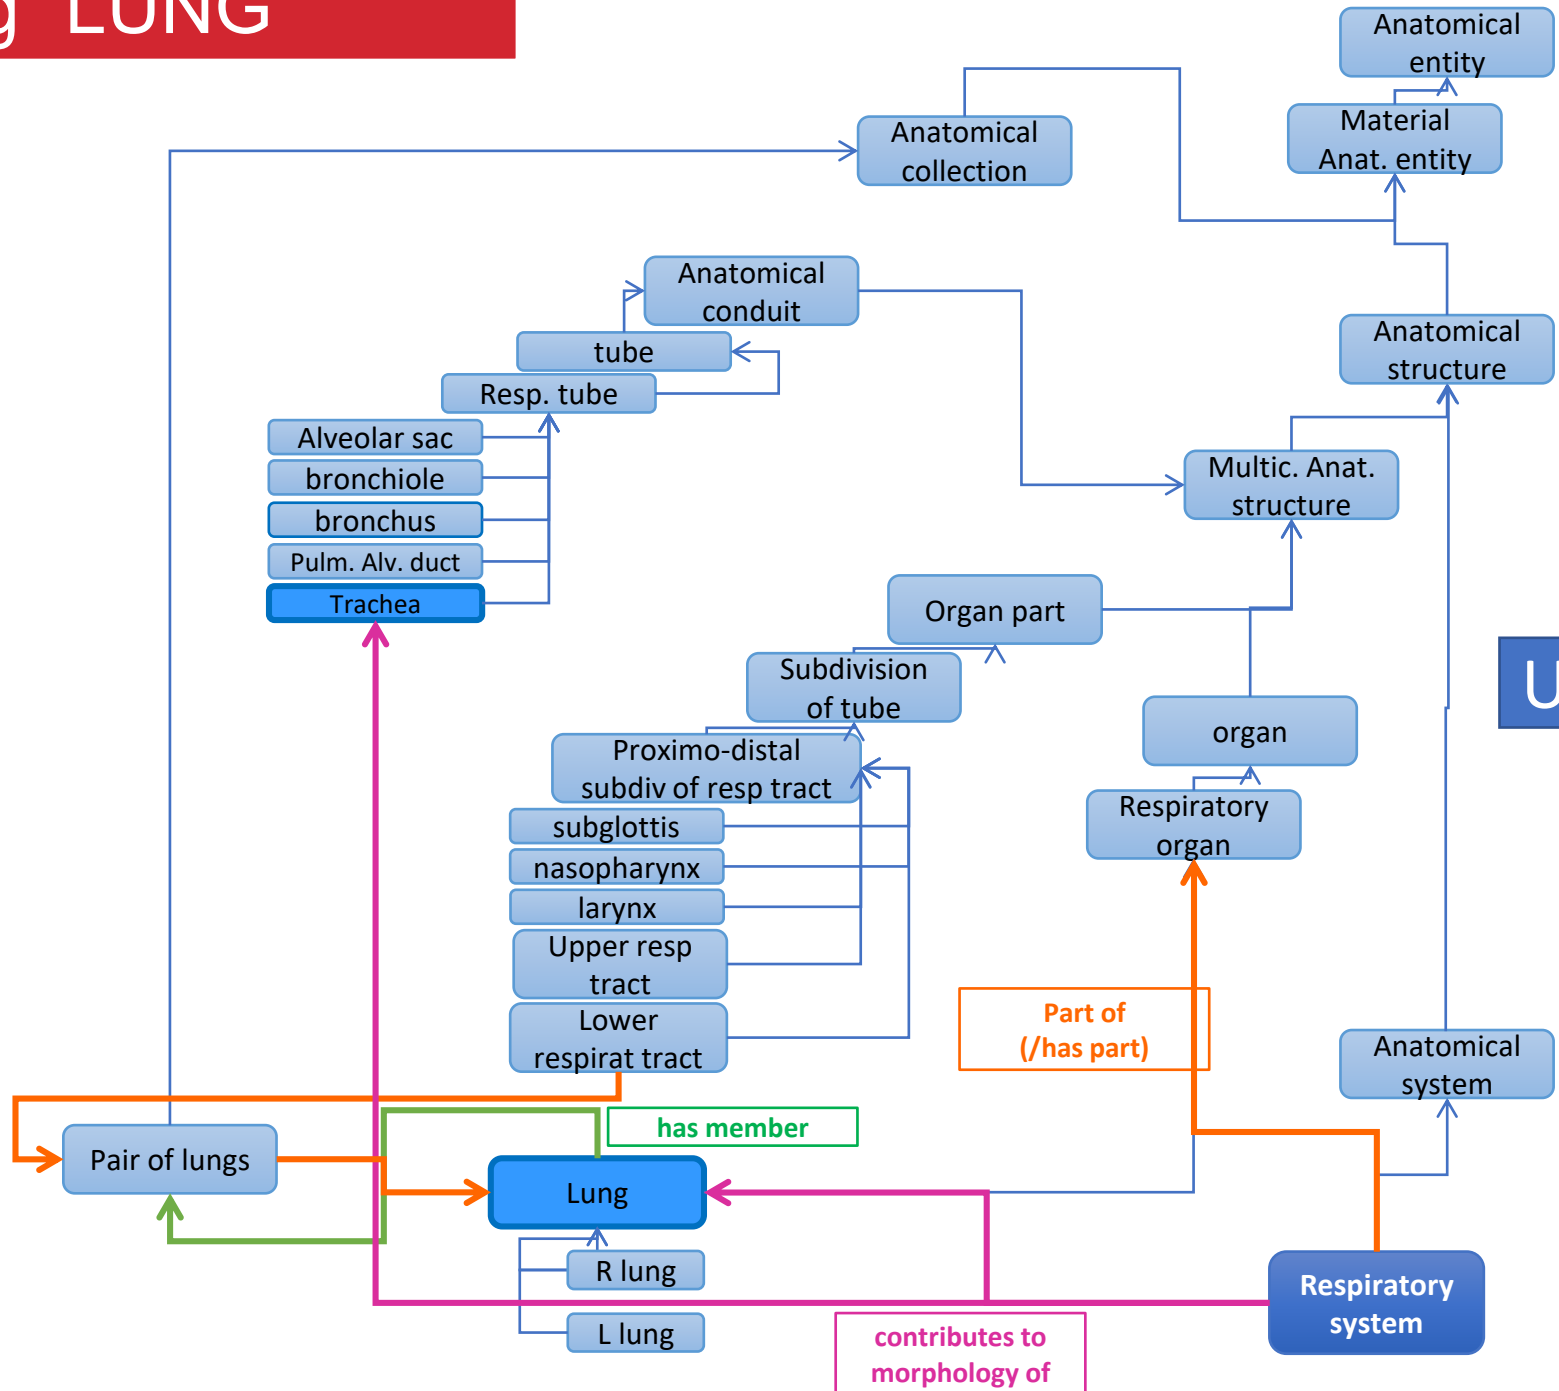 g LUNG
Anatomical
entity
Material
Anat. entity
Anatomical
collection
Anatomical
conduit
tube
Resp. tube
Anatomical
structure
Alveolar sac
bronchiole
bronchus
Pulm. Alv. duct
Trachea
Multic. Anat.
structure
Organ part
Subdivision
of tube
U
organ
Proximo-distal
subdiv of resp tract
Respiratory
organ
subglottis
nasopharynx
larynx
Upper resp
tract
Lower
respirat tract
Part of
(/has part)
Anatomical
system
has member
Pair of lungs
Lung
R lung
L lung
Respiratory
system
contributes to
morphology of